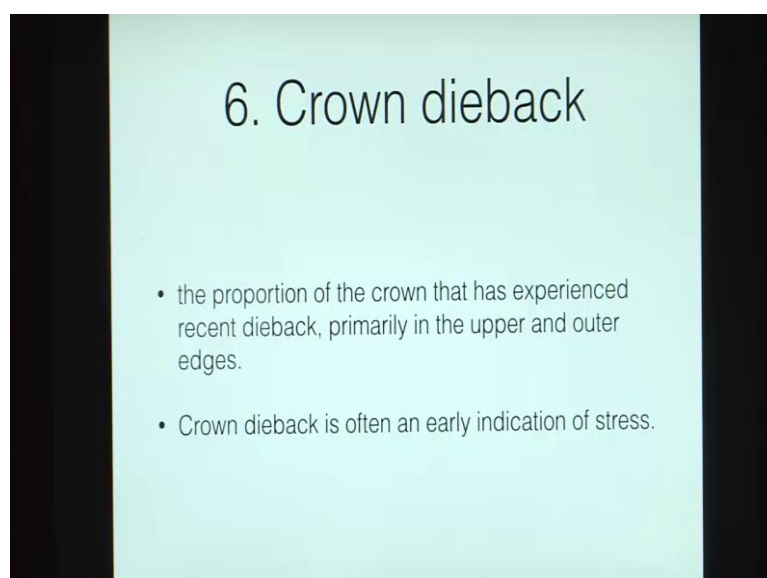 6. Crown dieback
• the proportion of the crown that has experienced
recent dieback, primarily in the upper and outer
edges.
• Crown dieback is often an early indication of stress.